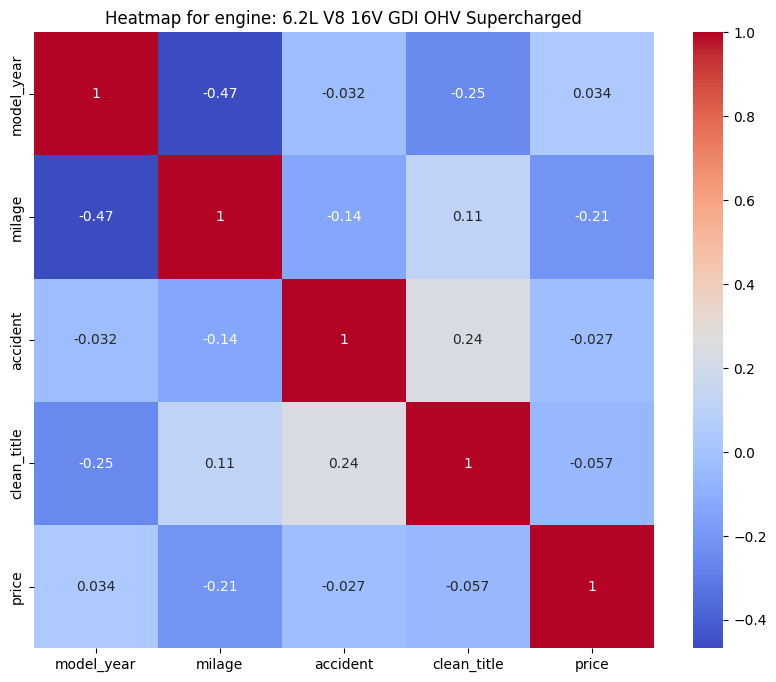 Heatmap for engine: 6.2L V8 16V GDI OHV Supercharged
model_year 1 -0.47 -0.032 -0.25 0.034
milage -0.47 1 -0.14 0.11 -0.21
accident -0.032 -0.14 1 0.24 -0.027
clean_title -0.25 0.11 0.24 1 -0.057
price 0.034 -0.21 -0.027 -0.057 1
model_year milage accident clean_title price
1.0
0.8
0.6
0.4
0.2
0.0
-0.2
-0.4